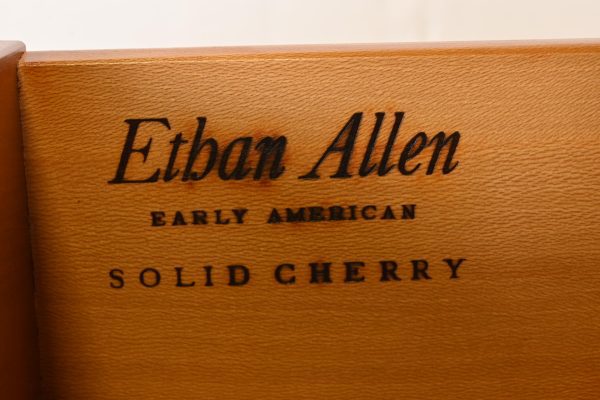 Ethan Allen
EARLY AMERICAN
SOLID CHERRY